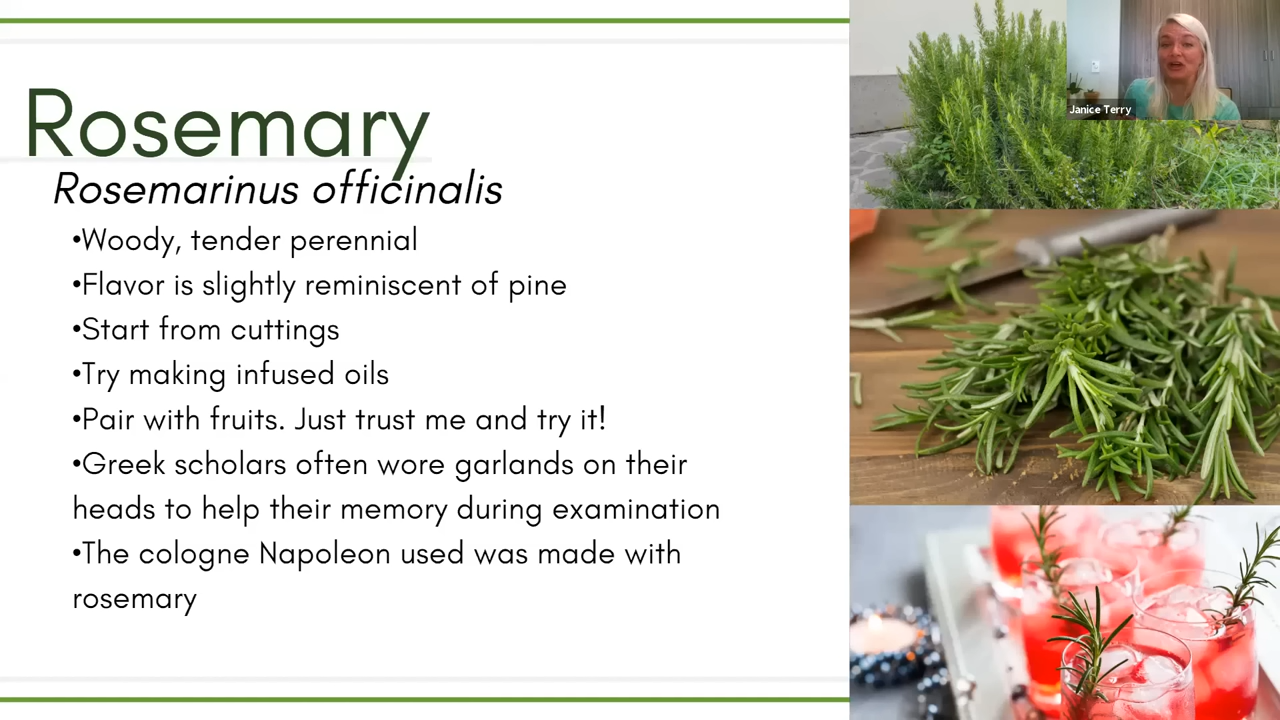 Rosemary
Rosemarinus officinalis
•Woody, tender perennial
•Flavor is slightly reminiscent of pine
•Start from cuttings
•Try making infused oils
•Pair with fruits. Just trust me and try it!
•Greek scholars often wore garlands on their
heads to help their memory during examination
•The cologne Napoleon used was made with
rosemary
Janice Terry